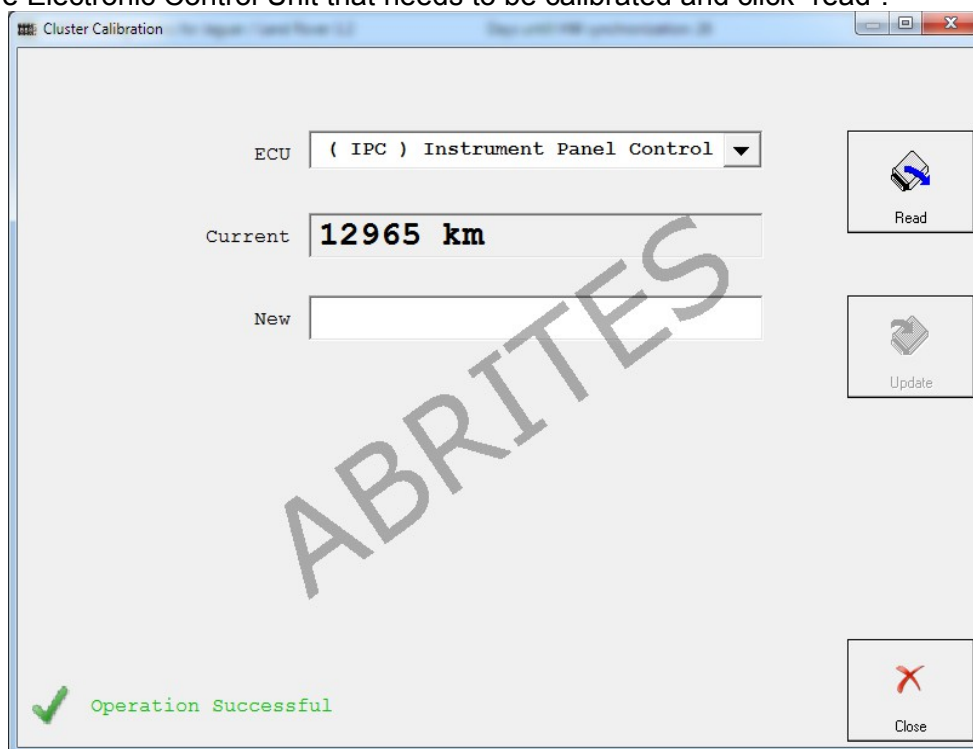 e Electronic Control Unit that needs to be calibrated and click "read".
Cluster Calibration
ECU ( IPC ) Instrument Panel Control
Read
Current 12965 km
New
Update
ABRITES
Operation Successful
Close